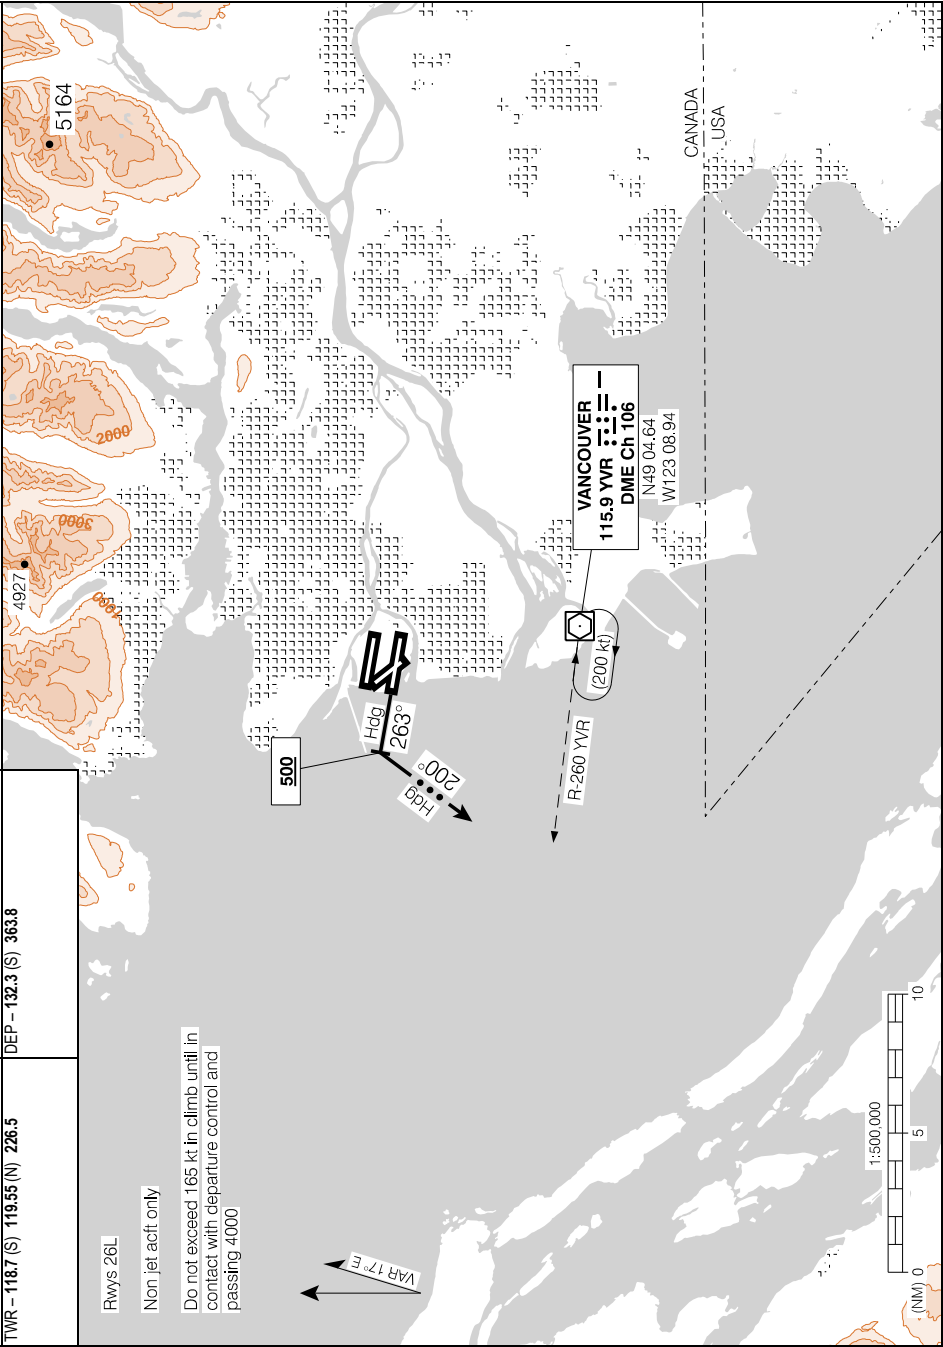 TWR – 118.7 (S) 119.55 (N) 226.5
DEP – 132.3 (S) 363.8
Rwys 26L
Non jet acft only
Do not exceed 165 kt in climb until in
contact with departure control and
passing 4000
5164
4927
2000
3000
1000
500
Hdg
263°
Hdg
200°
R-260 YVR
(200 kt)
VANCOUVER
115.9 YVR
DME Ch 106
N49 04.64
W123 08.94
CANADA
USA
VAR 17° E
1:500,000
(NM) 0 5 10